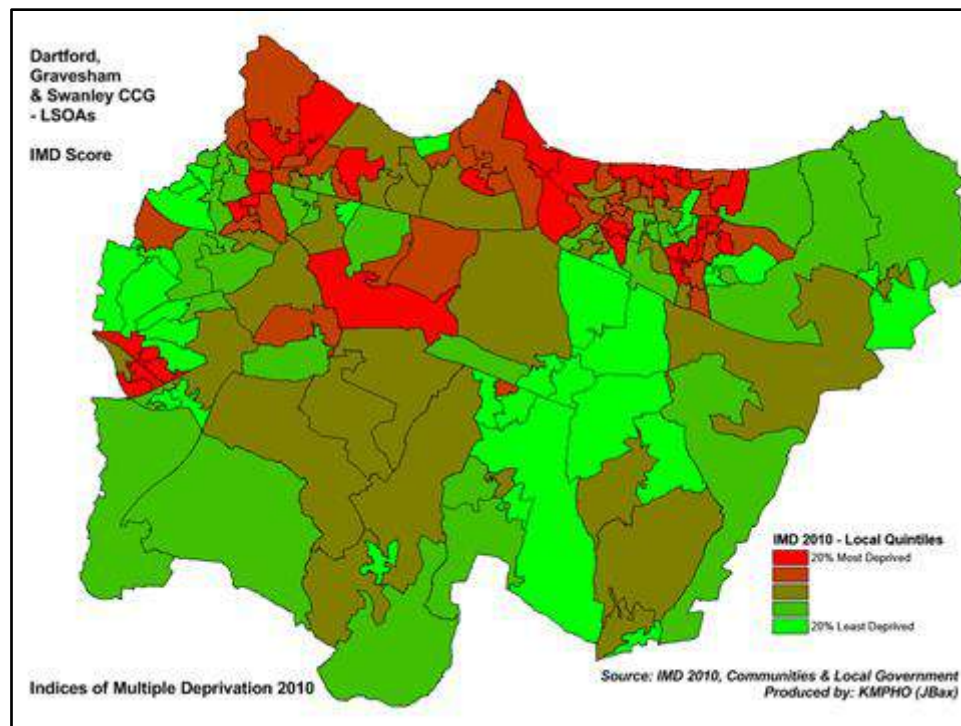 Dartford,
Gravesham
& Swanley CCG
- LSOAs
IMD Score
IMD 2010 - Local Quintiles
20% Most Deprived
20% Least Deprived
Indices of Multiple Deprivation 2010
Source: IMD 2010, Communities & Local Government
Produced by: KMPHO (JBax)